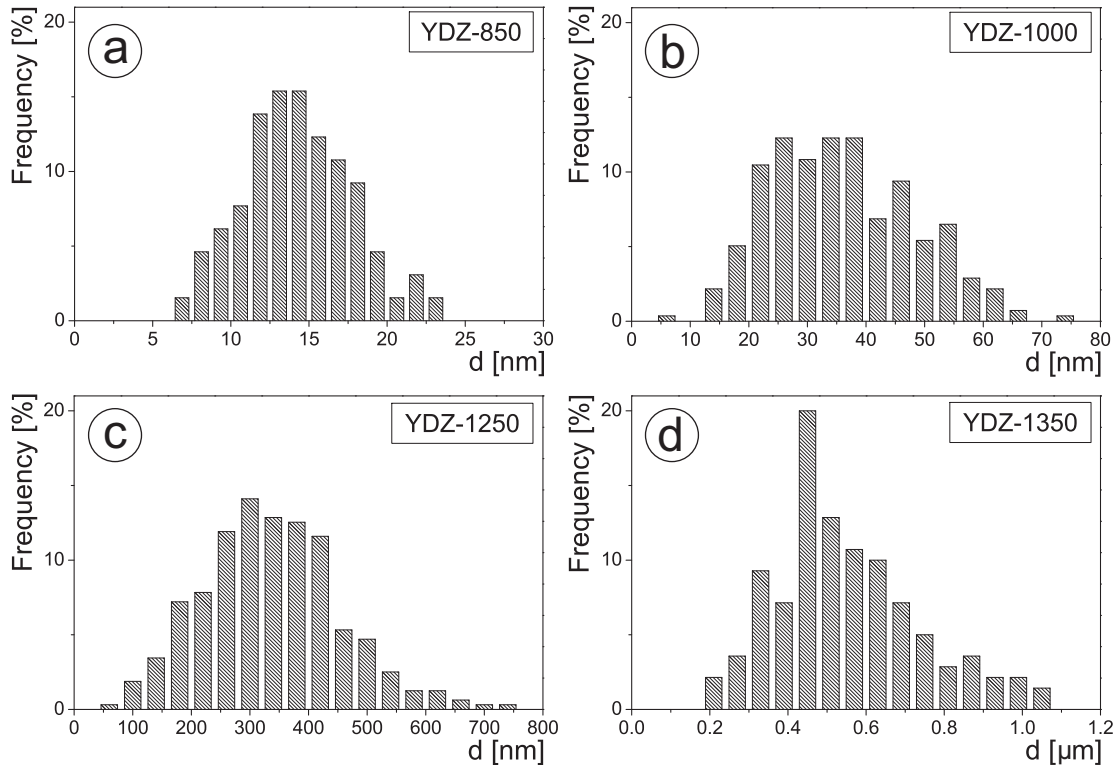 20
a
YDZ-850
Frequency [%]
10
0
0 5 10 15 20 25 30
d [nm]
20
b
YDZ-1000
Frequency [%]
10
0
0 10 20 30 40 50 60 70 80
d [nm]
20
c
YDZ-1250
Frequency [%]
10
0
0 100 200 300 400 500 600 700 800
d [nm]
20
d
YDZ-1350
Frequency [%]
10
0
0.0 0.2 0.4 0.6 0.8 1.0 1.2
d [µm]